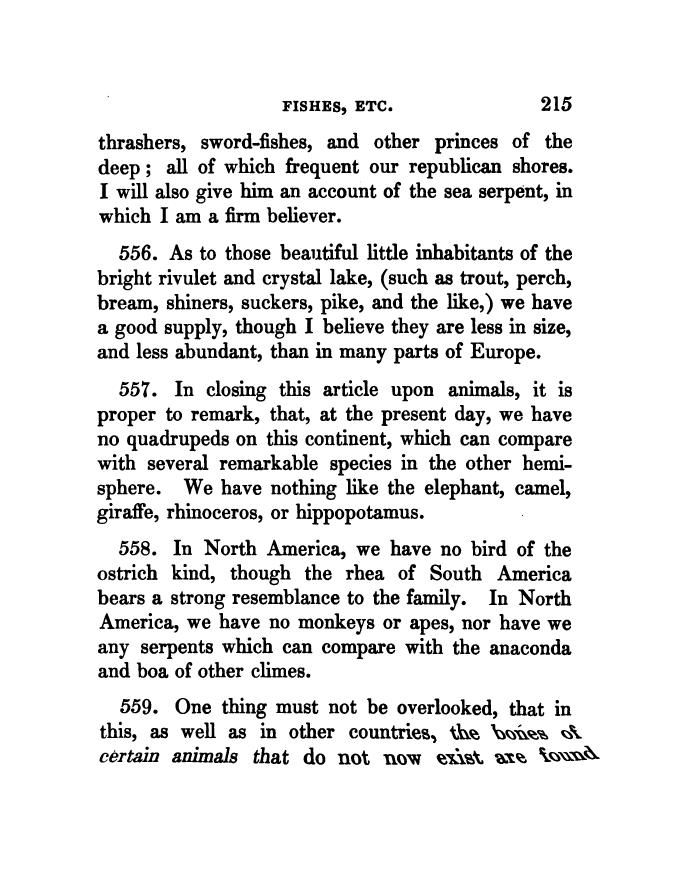 FISHES, ETC. 215
thrashers, sword-fishes, and other princes of the
deep; all of which frequent our republican shores.
I will also give him an account of the sea serpent, in
which I am a firm believer.
556. As to those beautiful little inhabitants of the
bright rivulet and crystal lake, (such as trout, perch,
bream, shiners, suckers, pike, and the like,) we have
a good supply, though I believe they are less in size,
and less abundant, than in many parts of Europe.
557. In closing this article upon animals, it is
proper to remark, that, at the present day, we have
no quadrupeds on this continent, which can compare
with several remarkable species in the other hemi-
sphere. We have nothing like the elephant, camel,
giraffe, rhinoceros, or hippopotamus.
558. In North America, we have no bird of the
ostrich kind, though the rhea of South America
bears a strong resemblance to the family. In North
America, we have no monkeys or apes, nor have we
any serpents which can compare with the anaconda
and boa of other climes.
559. One thing must not be overlooked, that in
this, as well as in other countries, the bones of
certain animals that do not now exist are found